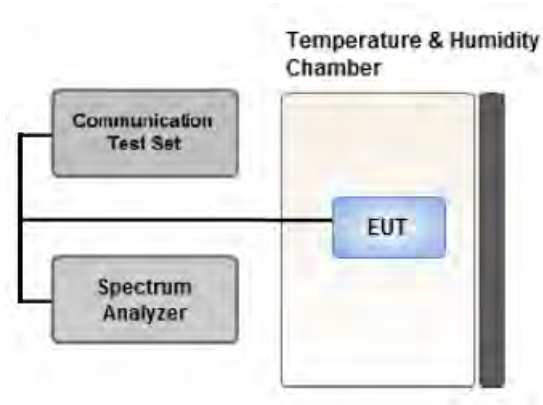 Temperature & Humidity
Chamber
Communication
Test Set
EUT
Spectrum
Analyzer